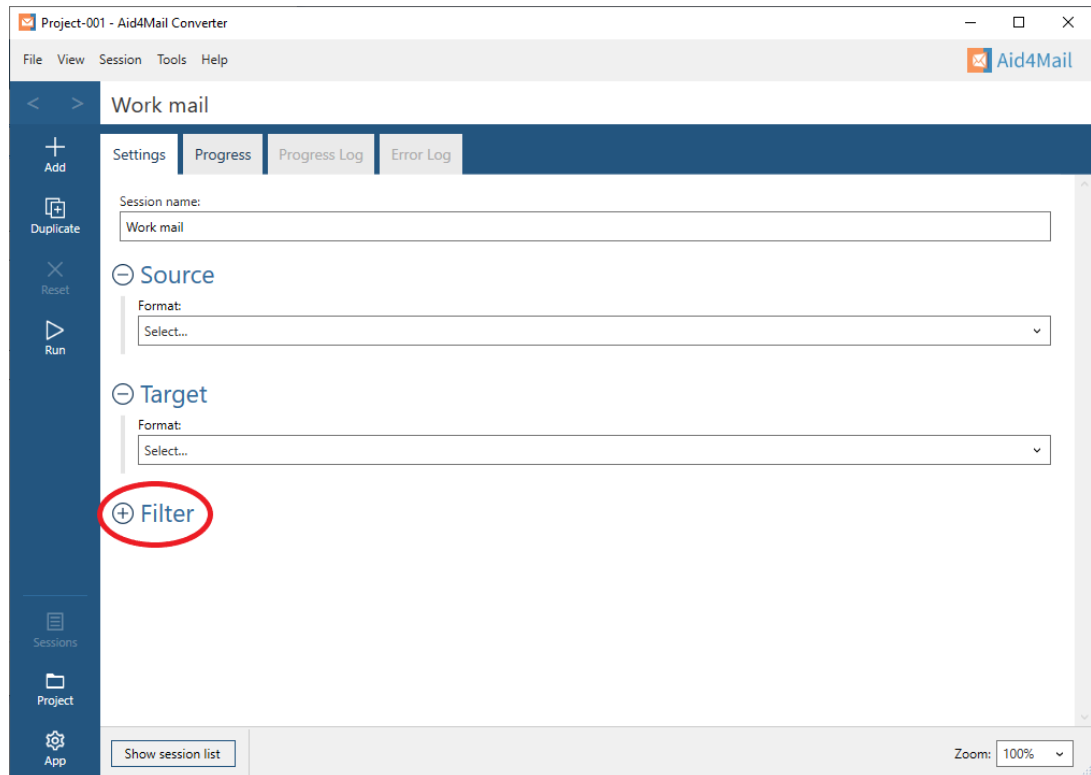 Project-001 - Aid4Mail Converter
File View Session Tools Help
Aid4Mail
Work mail
Add
Duplicate
Reset
Run
Sessions
Project
App
Settings Progress Progress Log Error Log
Session name:
Work mail
Source
Format:
Select...
Target
Format:
Select...
Filter
Show session list
Zoom: 100%